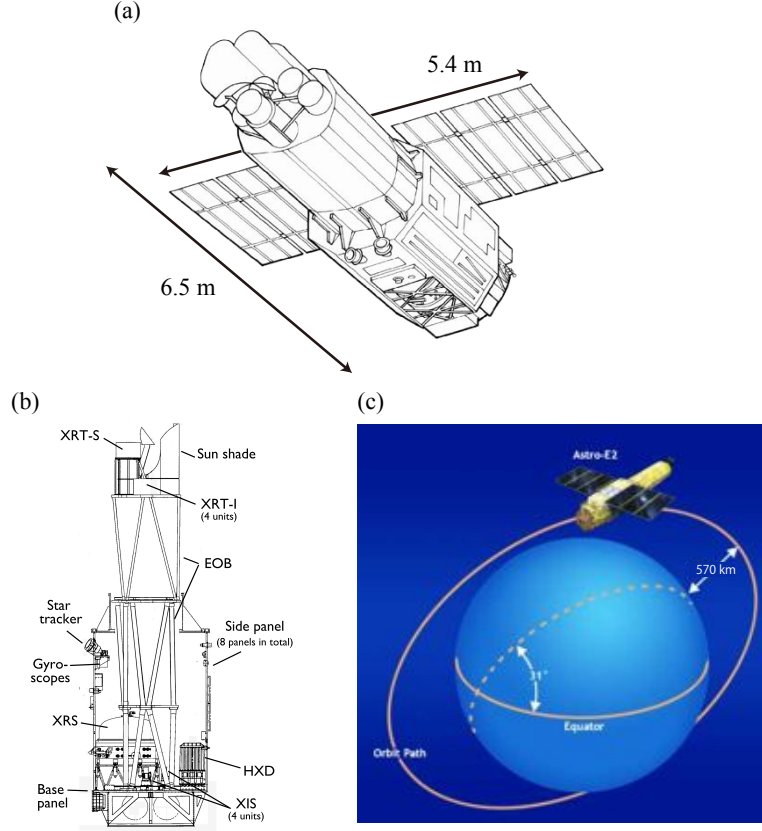 (a)
5.4 m
6.5 m
(b)
XRT-S
Sun shade
XRT-I
(4 units)
EOB
Star
tracker
Side panel
(8 panels in total)
Gyro-
scopes
XRS
HXD
Base
panel
XIS
(4 units)
(c)
Astro-E2
570 km
31°
Equator
Orbit Path